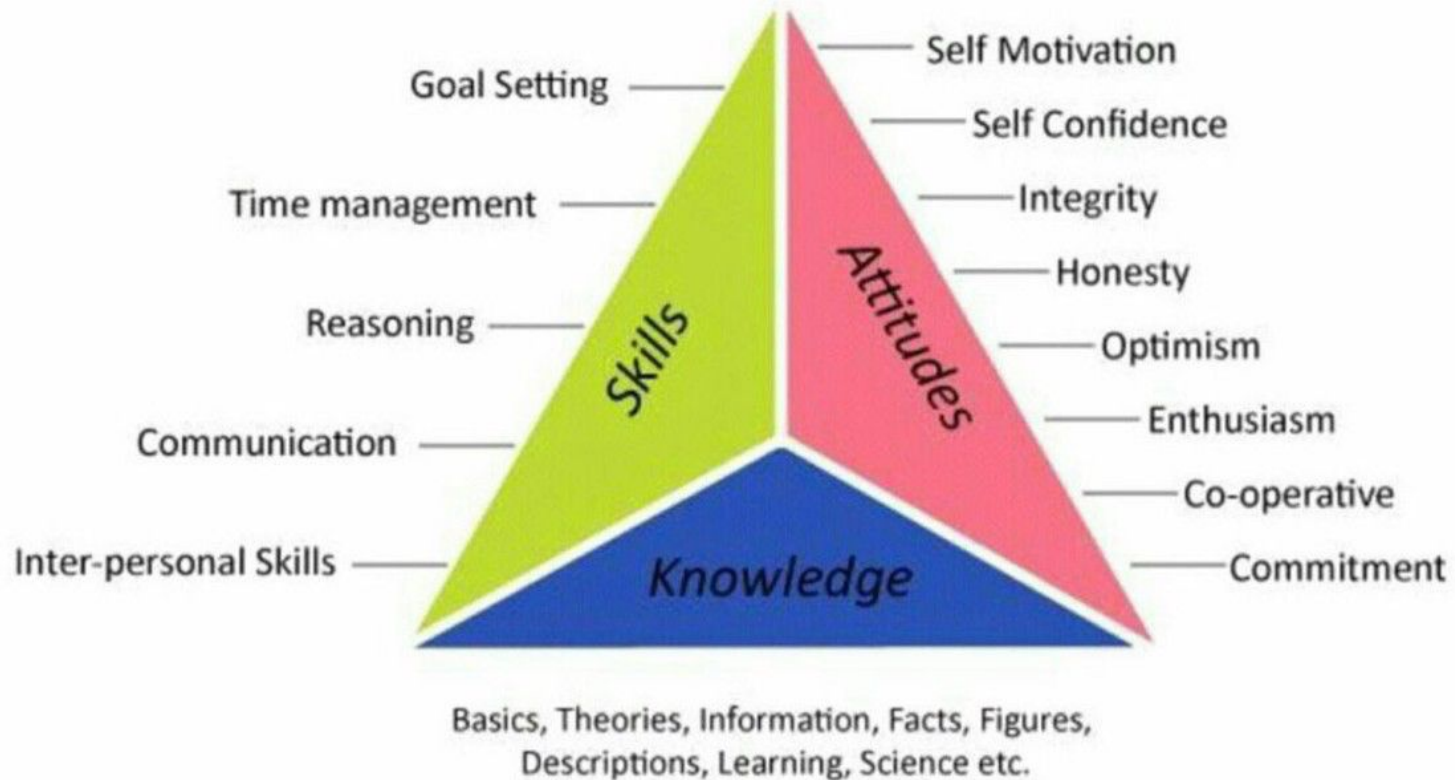 Goal Setting
Time management
Reasoning
Communication
Inter-personal Skills
Skills
Attitudes
Self Motivation
Self Confidence
Integrity
Honesty
Optimism
Enthusiasm
Co-operative
Commitment
Knowledge
Basics, Theories, Information, Facts, Figures,
Descriptions, Learning, Science etc.